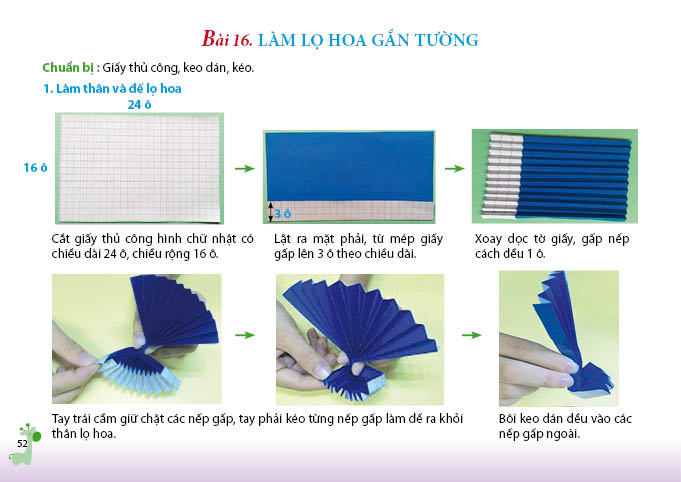 Bài 16. LÀM LỌ HOA GẮN TƯỜNG
Chuẩn bị : Giấy thủ công, keo dán, kéo.
1. Làm thân và đế lọ hoa
24 ô
16 ô
3 ô
Cắt giấy thủ công hình chữ nhật có
chiều dài 24 ô, chiều rộng 16 ô.
Lật ra mặt phải, từ mép giấy
gấp lên 3 ô theo chiều dài.
Xoay dọc tờ giấy, gấp nếp
cách đều 1 ô.
Tay trái cầm giữ chặt các nếp gấp, tay phải kéo từng nếp gấp làm đế ra khỏi
thân lọ hoa.
Bôi keo dán đều vào các
nếp gấp ngoài.
52